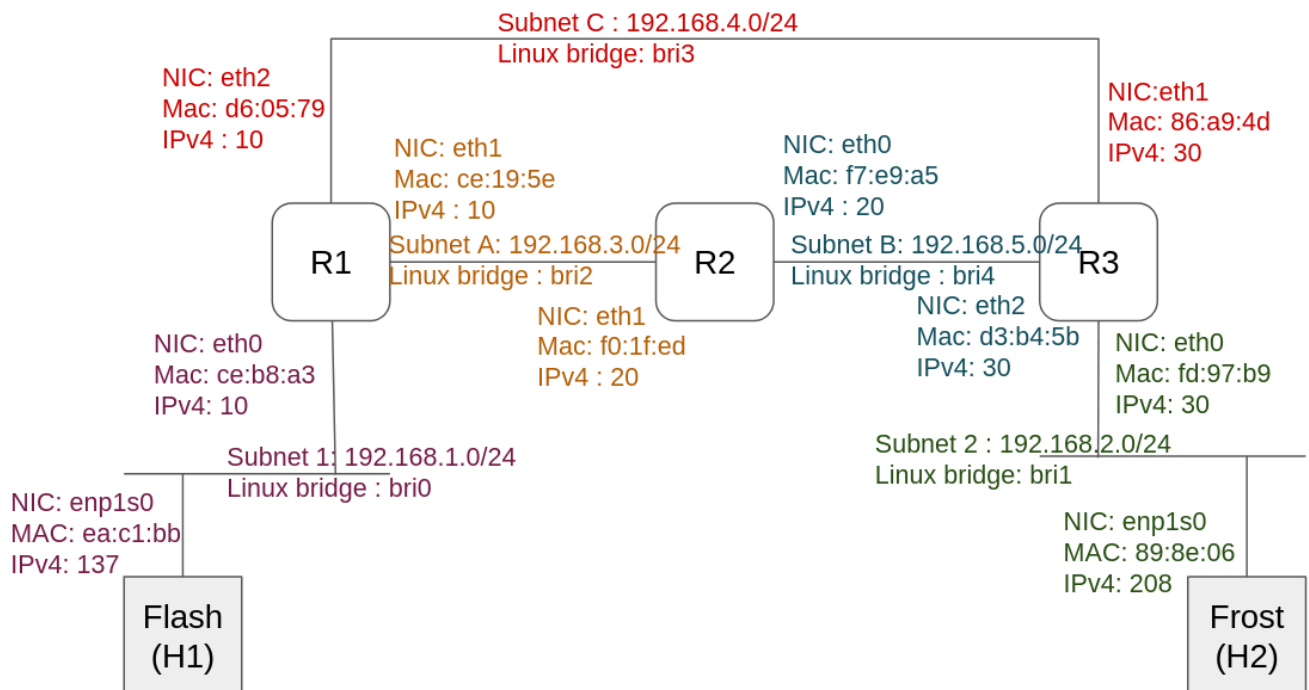 Subnet C : 192.168.4.0/24
Linux bridge: bri3
NIC: eth2
Mac: d6:05:79
IPv4 : 10
NIC:eth1
Mac: 86:a9:4d
IPv4: 30
NIC: eth1
Mac: ce:19:5e
IPv4 : 10
NIC: eth0
Mac: f7:e9:a5
IPv4 : 20
R1
Subnet A: 192.168.3.0/24
Linux bridge : bri2
R2
Subnet B: 192.168.5.0/24
Linux bridge : bri4
R3
NIC: eth1
Mac: f0:1f:ed
IPv4 : 20
NIC: eth2
Mac: d3:b4:5b
IPv4: 30
NIC: eth0
Mac: ce:b8:a3
IPv4: 10
NIC: eth0
Mac: fd:97:b9
IPv4: 30
Subnet 1: 192.168.1.0/24
Linux bridge : bri0
Subnet 2 : 192.168.2.0/24
Linux bridge: bri1
NIC: enp1s0
MAC: ea:c1:bb
IPv4: 137
NIC: enp1s0
MAC: 89:8e:06
IPv4: 208
Flash
(H1)
Frost
(H2)